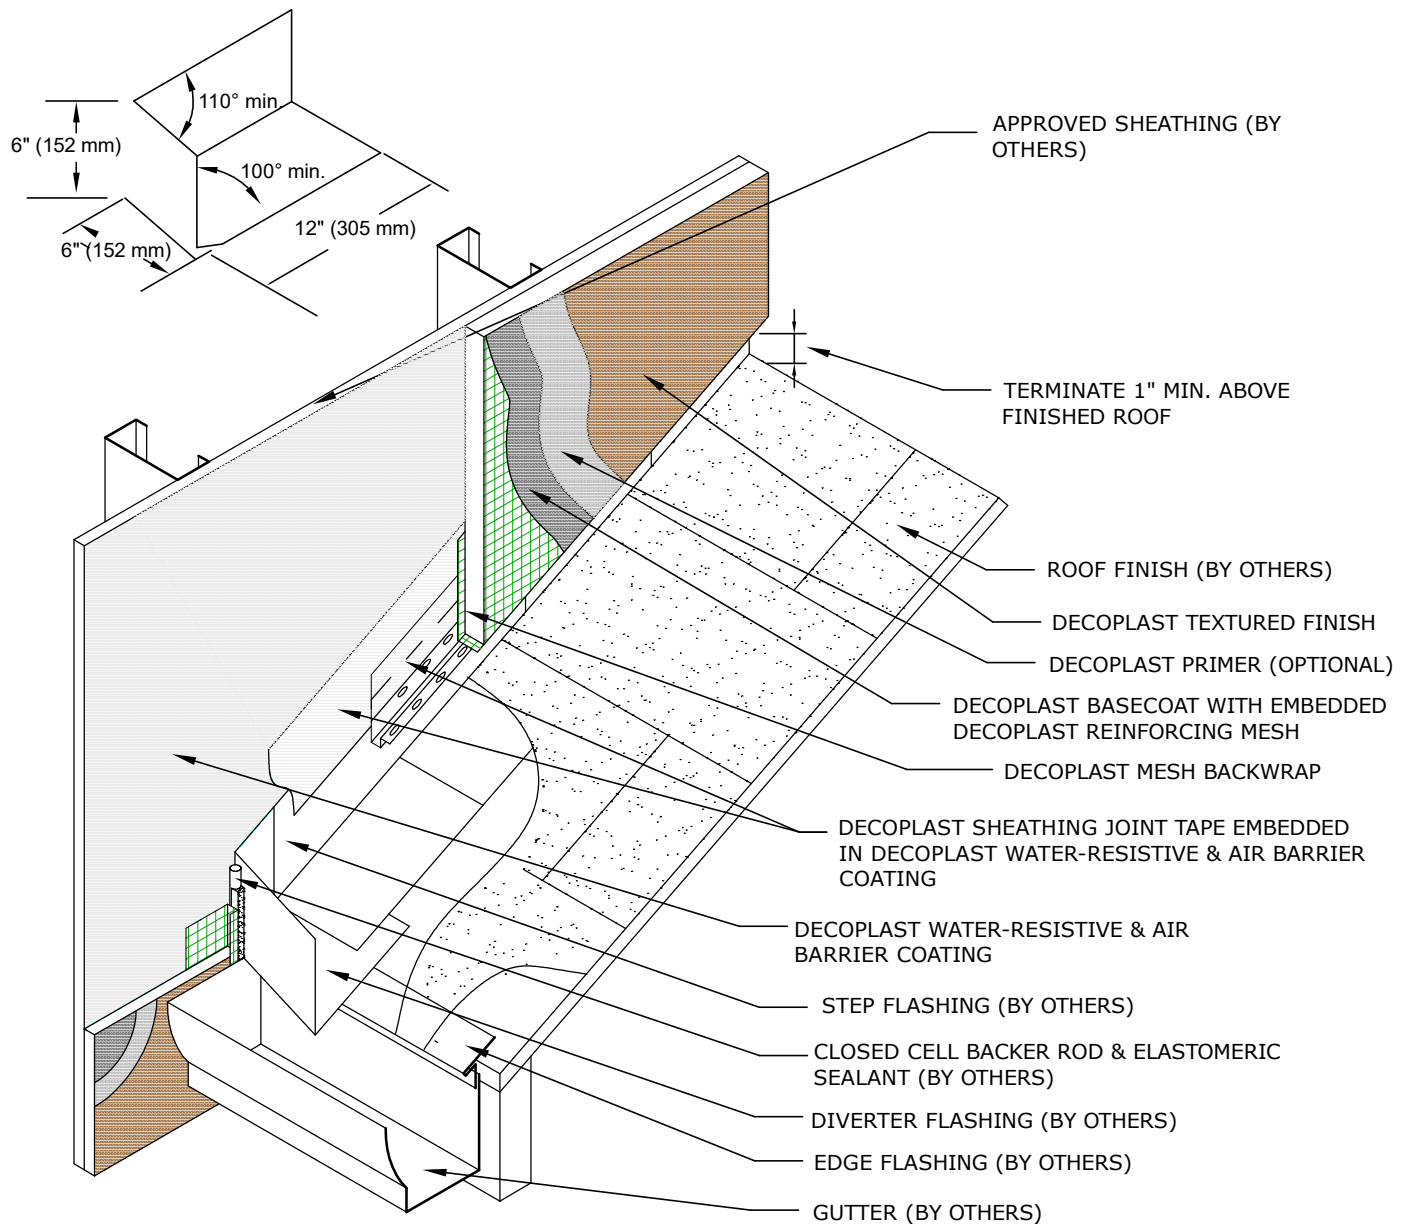 110° min.
6" (152 mm)
100° min.
12" (305 mm)
6" (152 mm)
APPROVED SHEATHING (BY
OTHERS)
TERMINATE 1" MIN. ABOVE
FINISHED ROOF
ROOF FINISH (BY OTHERS)
DECOPLAST TEXTURED FINISH
DECOPLAST PRIMER (OPTIONAL)
DECOPLAST BASECOAT WITH EMBEDDED
DECOPLAST REINFORCING MESH
DECOPLAST MESH BACKWRAP
DECOPLAST SHEATHING JOINT TAPE EMBEDDED
IN DECOPLAST WATER-RESISTIVE & AIR BARRIER
COATING
DECOPLAST WATER-RESISTIVE & AIR
BARRIER COATING
STEP FLASHING (BY OTHERS)
CLOSED CELL BACKER ROD & ELASTOMERIC
SEALANT (BY OTHERS)
DIVERTER FLASHING (BY OTHERS)
EDGE FLASHING (BY OTHERS)
GUTTER (BY OTHERS)